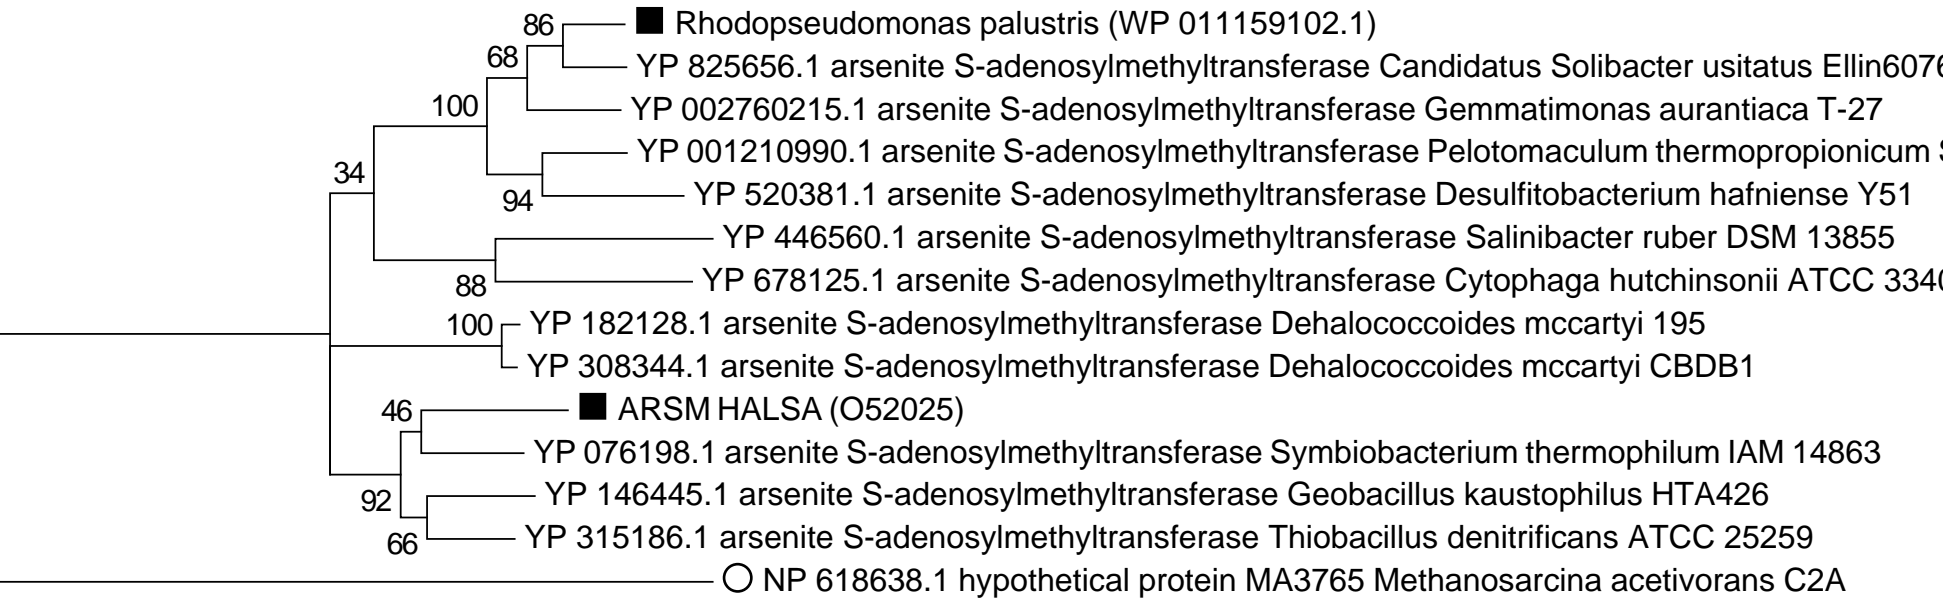 86
Rhodopseudomonas palustris (WP 011159102.1)
68
YP 825656.1 arsenite S-adenosylmethyltransferase Candidatus Solibacter usitatus Ellin6076
100
YP 002760215.1 arsenite S-adenosylmethyltransferase Gemmatimonas aurantiaca T-27
YP 001210990.1 arsenite S-adenosylmethyltransferase Pelotomaculum thermopropionicum
34
94
YP 520381.1 arsenite S-adenosylmethyltransferase Desulfitobacterium hafniense Y51
YP 446560.1 arsenite S-adenosylmethyltransferase Salinibacter ruber DSM 13855
88
YP 678125.1 arsenite S-adenosylmethyltransferase Cytophaga hutchinsonii ATCC 3340
100
YP 182128.1 arsenite S-adenosylmethyltransferase Dehalococcoides mccartyi 195
YP 308344.1 arsenite S-adenosylmethyltransferase Dehalococcoides mccartyi CBDB1
46
ARSM HALSA (O52025)
YP 076198.1 arsenite S-adenosylmethyltransferase Symbiobacterium thermophilum IAM 14863
92
YP 146445.1 arsenite S-adenosylmethyltransferase Geobacillus kaustophilus HTA426
66
YP 315186.1 arsenite S-adenosylmethyltransferase Thiobacillus denitrificans ATCC 25259
NP 618638.1 hypothetical protein MA3765 Methanosarcina acetivorans C2A